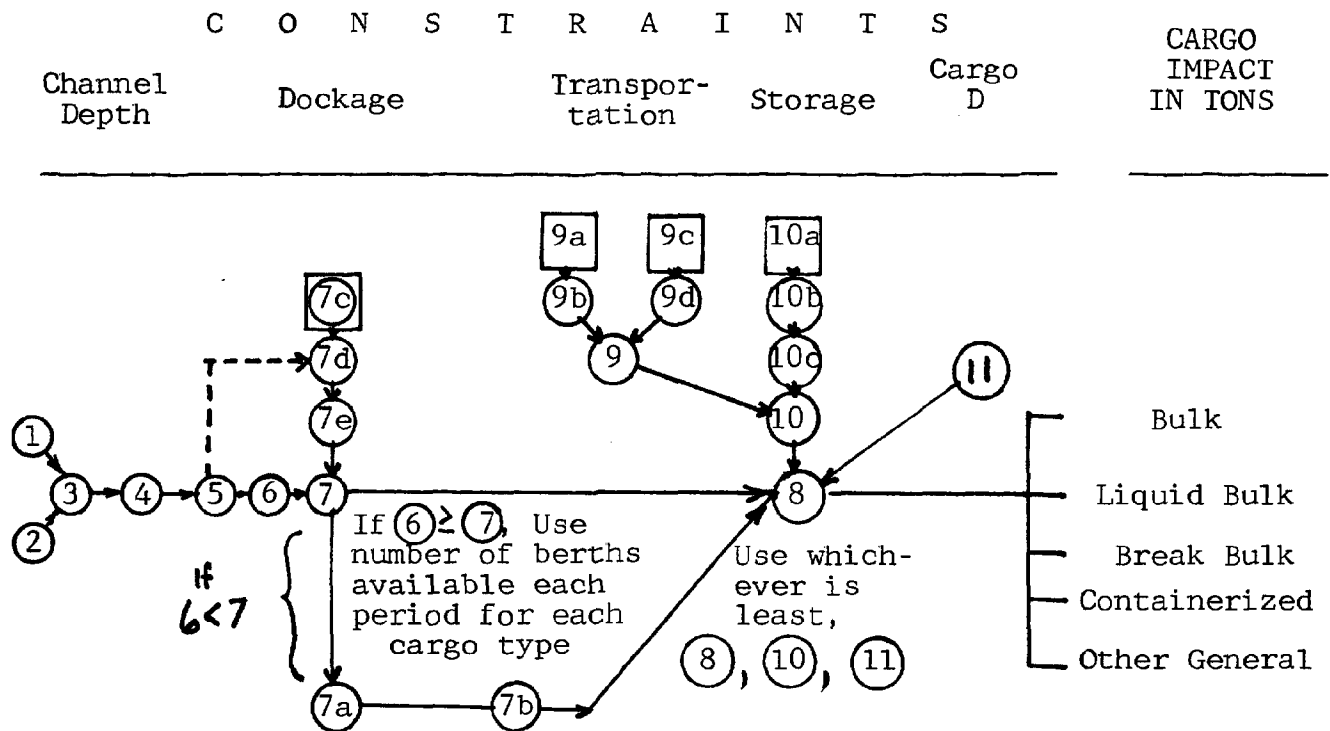 C O N S T R A I N T S
CARGO
IMPACT
IN TONS
Channel
Depth
Dockage
Transpor-
tation
Storage
Cargo
D
9a 9c 10a
7c 9b 9d 10b
7d 9 10c
11
7e 10
Bulk
1
3 4 5 6 7 8 Liquid Bulk
2
If 6 ≥ 7, Use
number of berths
available each
period for each
cargo type
If
6<7
Use which-
ever is
least,
8, 10, 11
Break Bulk
Containerized
Other General
7a 7b